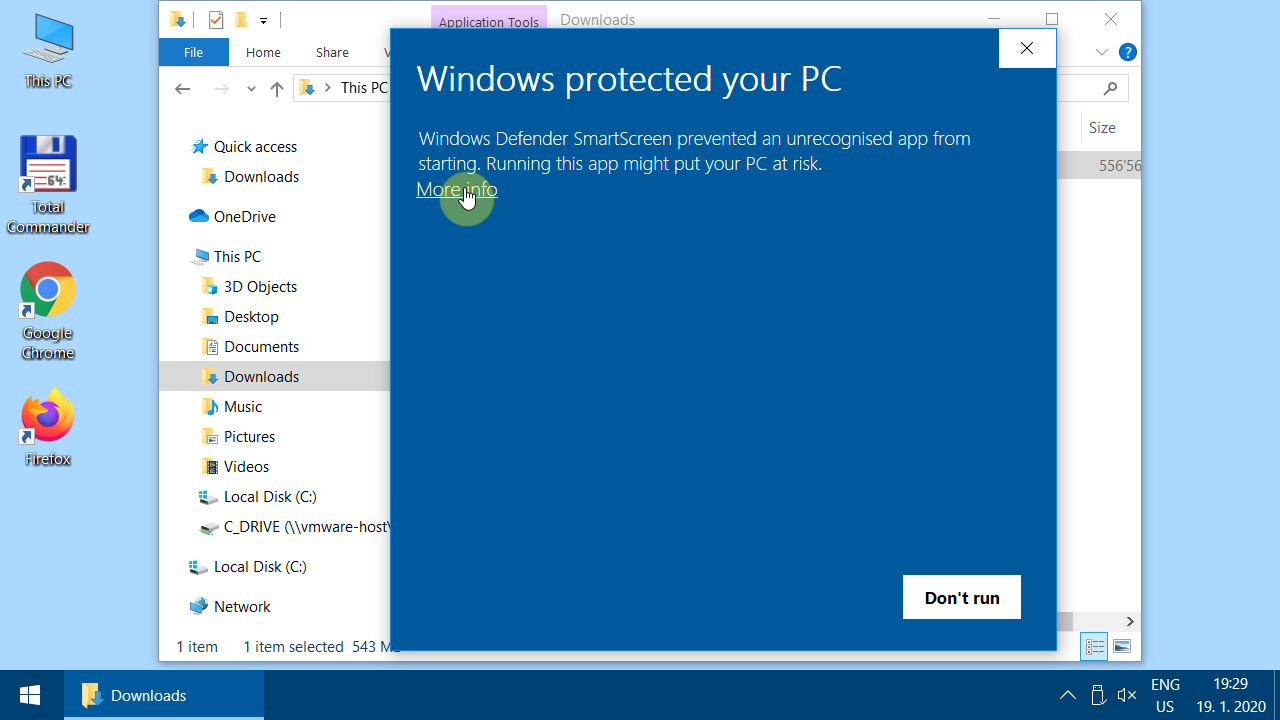 This PC
Total
Commander
Google
Chrome
Firefox
Application Tools
Downloads
File
Home
Share
This PC
Size
556'56
Quick access
Downloads
OneDrive
This PC
3D Objects
Desktop
Documents
Downloads
Music
Pictures
Videos
Local Disk (C:)
C_DRIVE (\\vmware-host\
Local Disk (C:)
Network
1 item
1 item selected 543
Windows protected your PC
Windows Defender SmartScreen prevented an unrecognised app from
starting. Running this app might put your PC at risk.
More info
Don't run
Downloads
ENG
US
19:29
19. 1. 2020
64
?